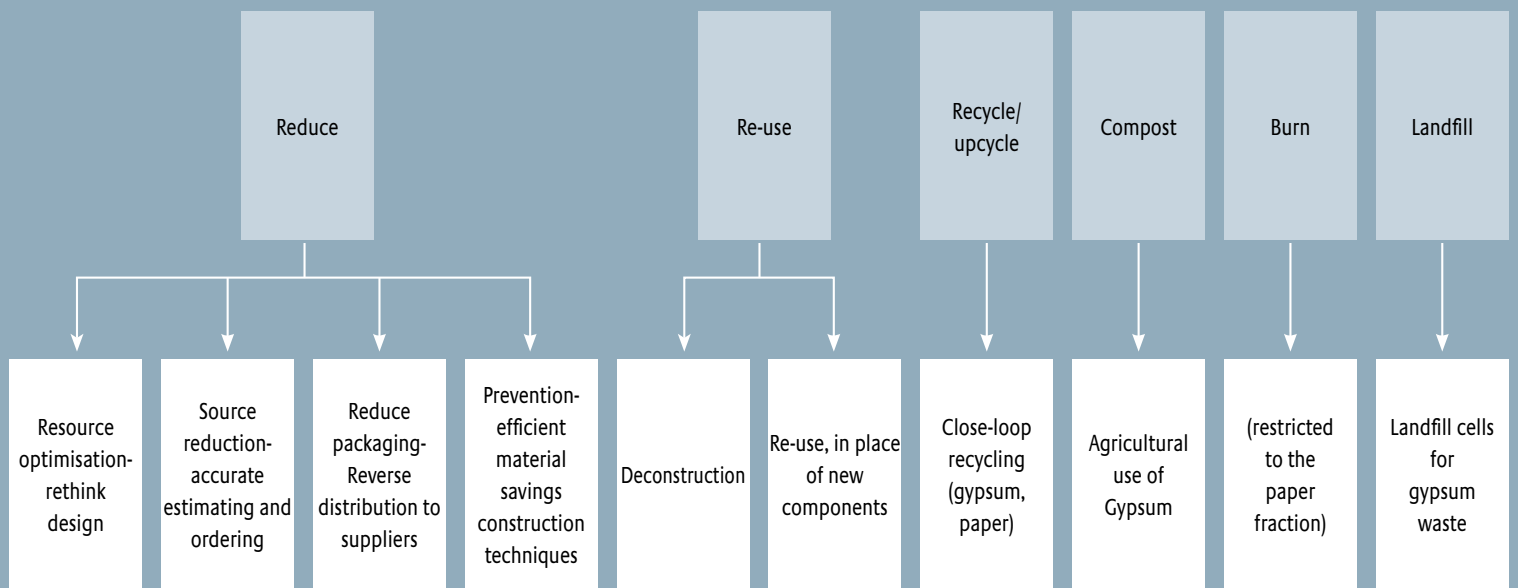 Reduce
Re-use
Recycle/
upcycle
Compost
Burn
Landfill
Resource
optimisation-
rethink
design
Source
reduction-
accurate
estimating and
ordering
Reduce
packaging-
Reverse
distribution to
suppliers
Prevention-
efficient
material
savings
construction
techniques
Deconstruction
Re-use, in place
of new
components
Close-loop
recycling
(gypsum,
paper)
Agricultural
use of
Gypsum
(restricted
to the
paper
fraction)
Landfill cells
for
gypsum
waste